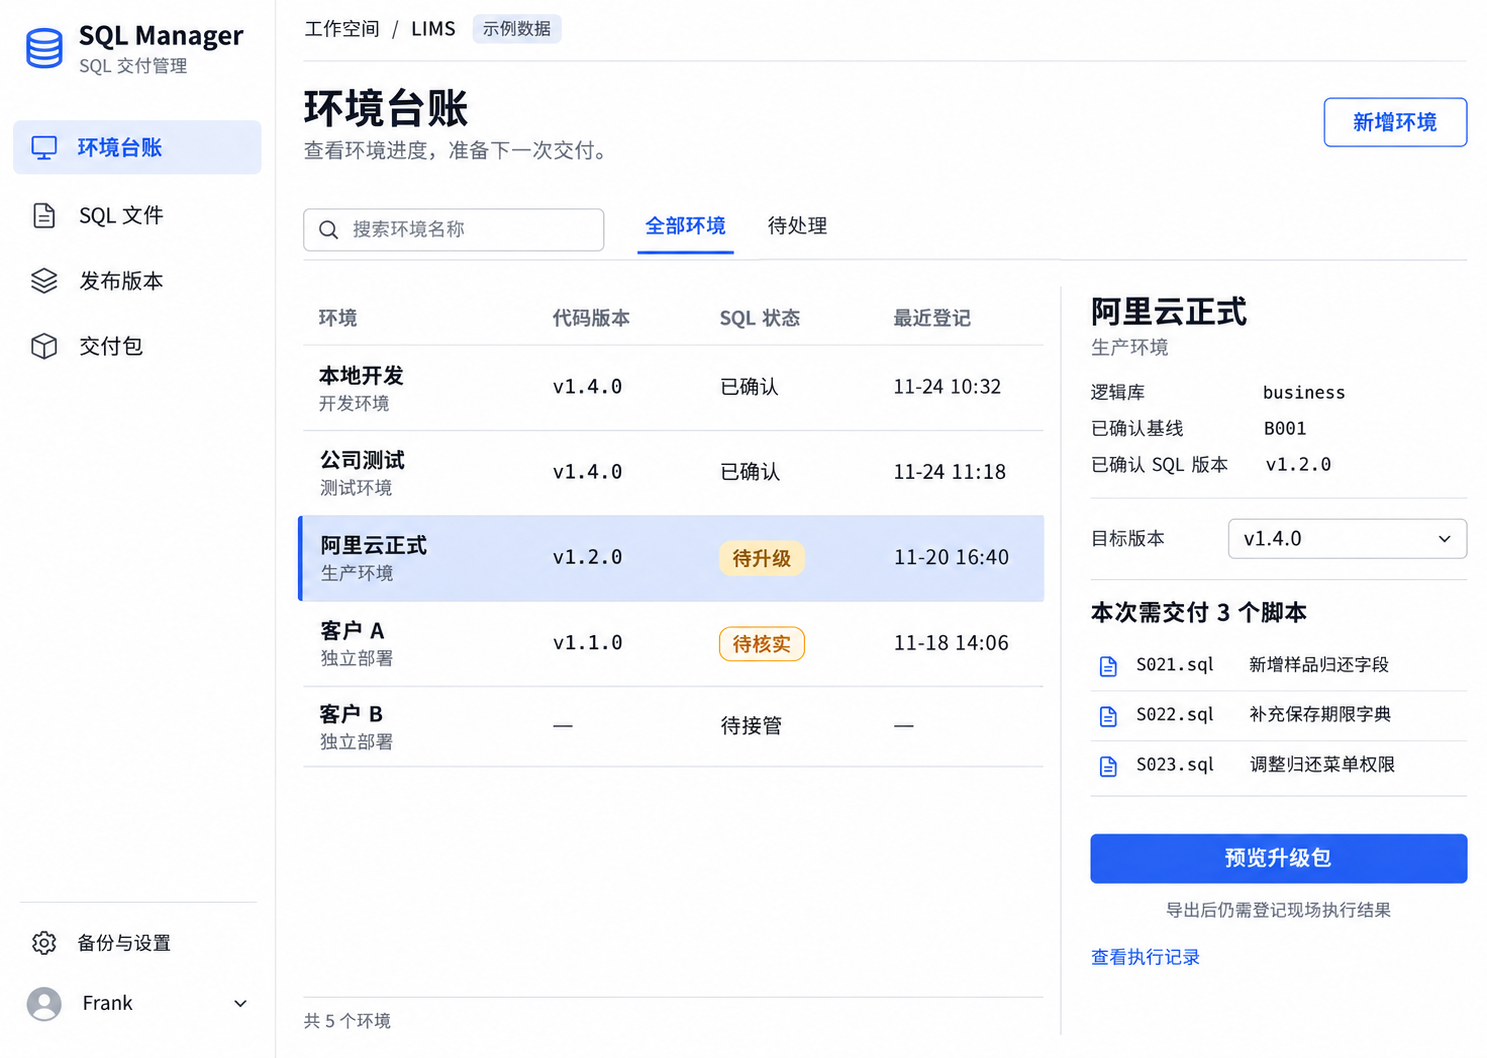 SQL Manager
SQL 交付管理
环境台账
SQL 文件
发布版本
交付包
备份与设置
Frank
工作空间 / LIMS 示例数据
环境台账
查看环境进度，准备下一次交付。
新增环境
搜索环境名称
全部环境 待处理
环境 代码版本 SQL 状态 最近登记
本地开发
开发环境
v1.4.0 已确认 11-24 10:32
公司测试
测试环境
v1.4.0 已确认 11-24 11:18
阿里云正式
生产环境
v1.2.0 待升级 11-20 16:40
客户 A
独立部署
v1.1.0 待核实 11-18 14:06
客户 B
独立部署
— 待接管 —
共 5 个环境
阿里云正式
生产环境
逻辑库 business
已确认基线 B001
已确认 SQL 版本 v1.2.0
目标版本 v1.4.0
本次需交付 3 个脚本
S021.sql 新增样品归还字段
S022.sql 补充保存期限字典
S023.sql 调整归还菜单权限
预览升级包
导出后仍需登记现场执行结果
查看执行记录